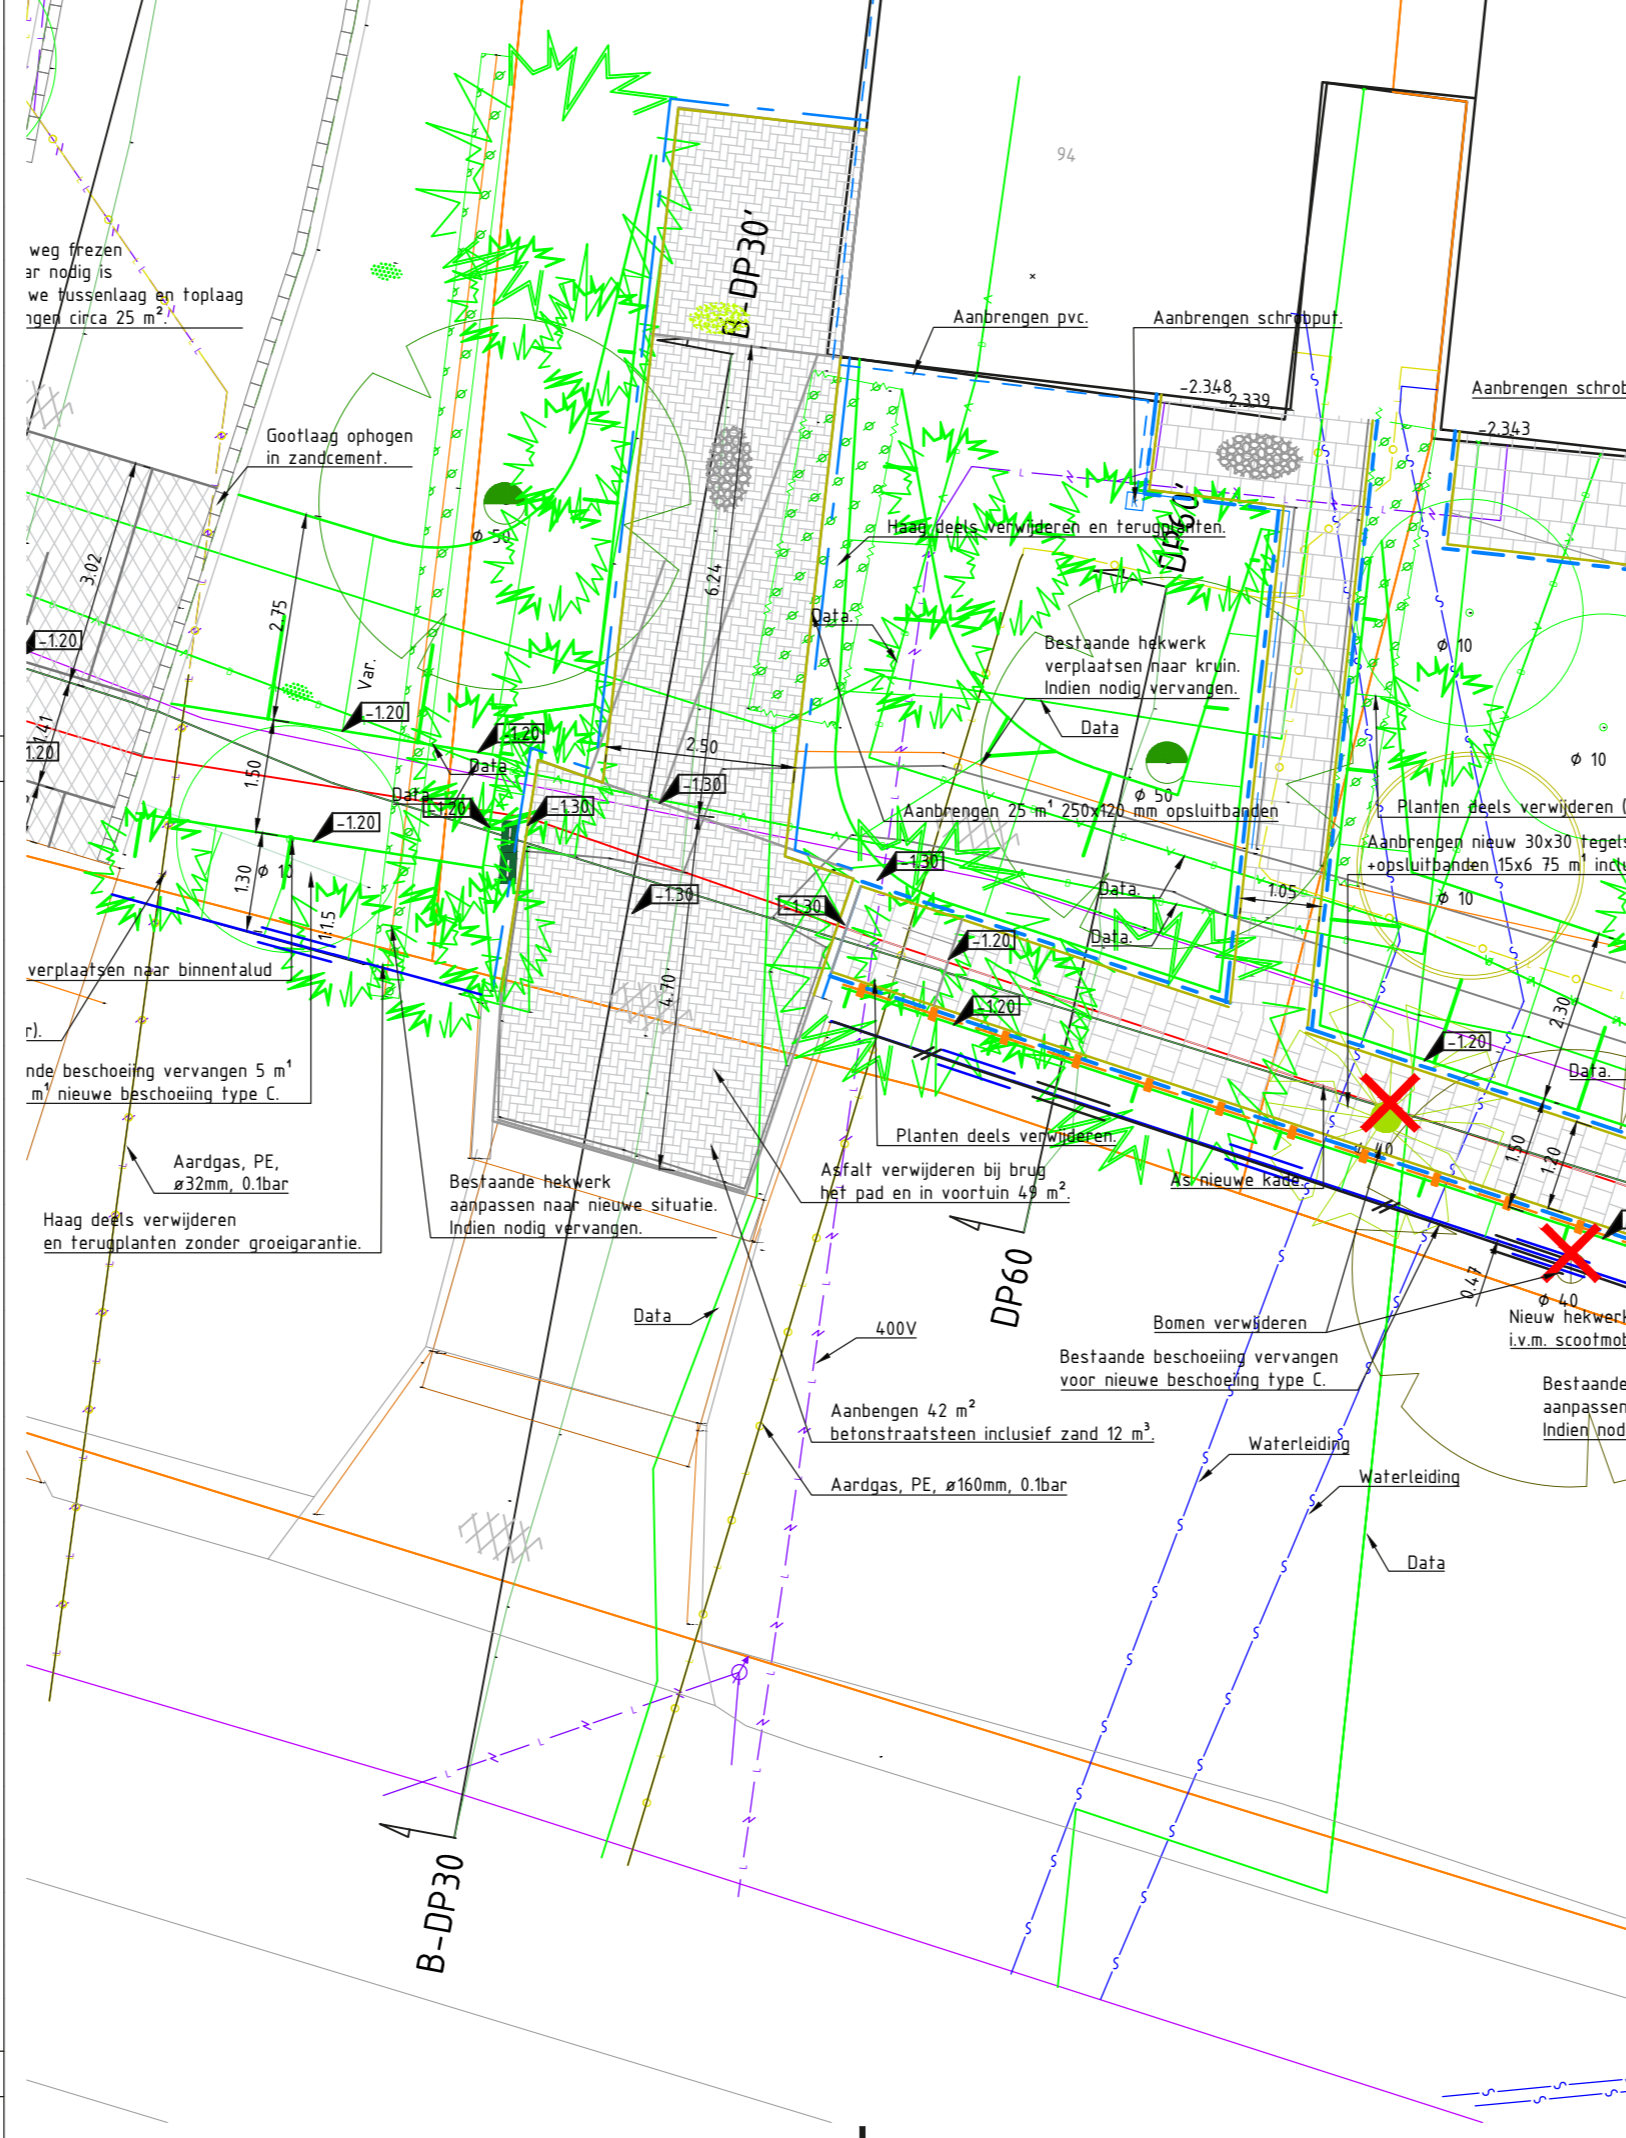 94
weg frezen
ar nodig is
we tussenlaag en toplaag
ngen circa 25 m².
B-DP30'
Aanbrengen pvc.
Aanbrengen schrobput.
-2.348
-2.339
Aanbrengen schrob
-2.343
Gootlaag ophogen
in zandcement.
Ø 50
Haag deels verwijderen en terugplanten.
DP60'
3.02
2.75
6.24
Data.
-1.20
Bestaande hekwerk
verplaatsen naar kruin.
Indien nodig vervangen.
Ø 10
Var.
-1.20
-1.20
Data
1.41
1.20
2.50
Data
Ø 10
1.50
-1.30
Data.
-1.20
-1.30
Ø 50
Aanbrengen 25 m¹ 250x120 mm opsluitbanden
Planten deels verwijderen (
-1.20
Aanbrengen nieuw 30x30 tegels
+opsluitbanden 15x6 75 m¹ inclu
1.30
Ø 10
-1.30
-1.30
-1.30
Data.
1.05
Ø 10
1:1.5
-1.20
Data.
verplaatsen naar binnentalud
4.70
-1.20
2.30
r).
-1.20
Data.
nde beschoeiing vervangen 5 m¹
m¹ nieuwe beschoeiing type C.
Planten deels verwijderen.
1.50
1.20
Aardgas, PE,
ø32mm, 0.1bar
Bestaande hekwerk
aanpassen naar nieuwe situatie.
Indien nodig vervangen.
Asfalt verwijderen bij brug
het pad en in voortuin 49 m².
As nieuwe kade.
Haag deels verwijderen
en terugplanten zonder groeigarantie.
DP60
0.47
Ø 40
Data
400V
Bomen verwijderen
Nieuw hekwerk
i.v.m. scootmob
Bestaande beschoeiing vervangen
voor nieuwe beschoeiing type C.
Bestaande
aanpassen
Indien nod
Aanbengen 42 m²
betonstraatsteen inclusief zand 12 m³.
Waterleiding
Waterleiding
Aardgas, PE, ø160mm, 0.1bar
Data
B-DP30